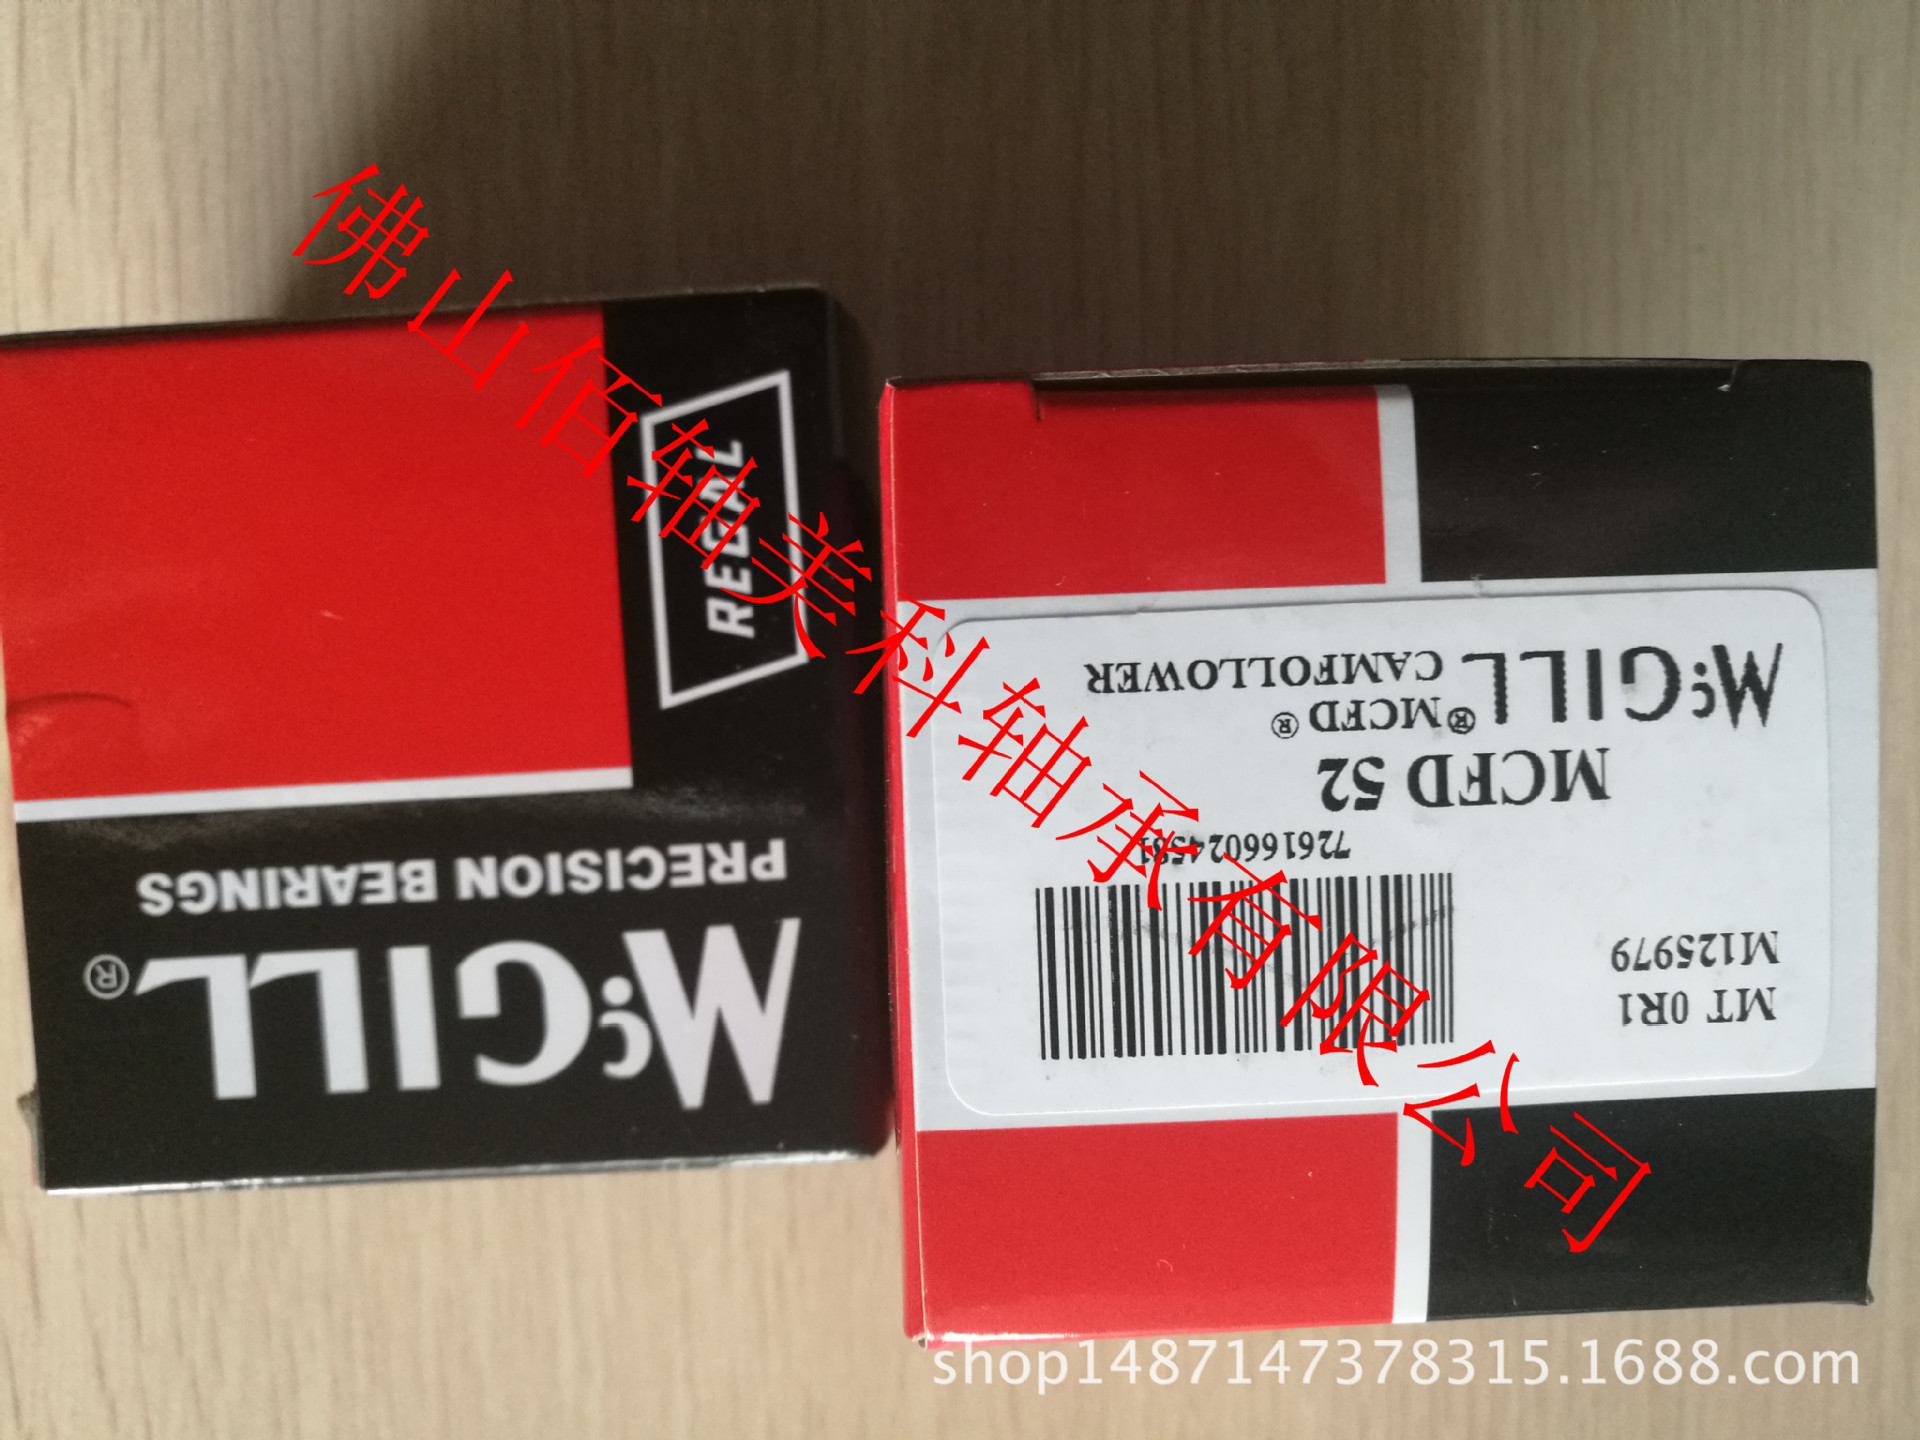 佛山佰轴美科轴承有限公司
REGAL
McGILL®
PRECISION BEARINGS
MT 0R1
M125979
MCFD 52
McGILL® MCFD®
CAMFOLLOWER
shop1487147378315.1688.com